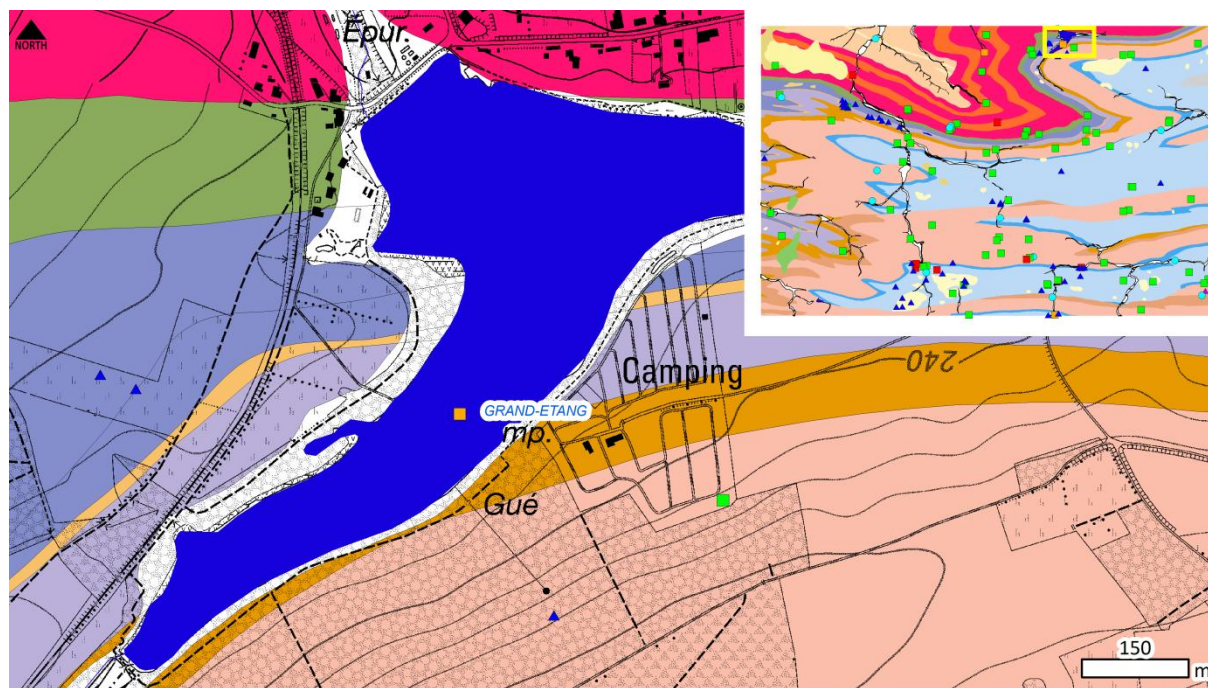 NORTH
Épur.
Camping
240
GRAND-ETANG
mp.
Gué
150
m